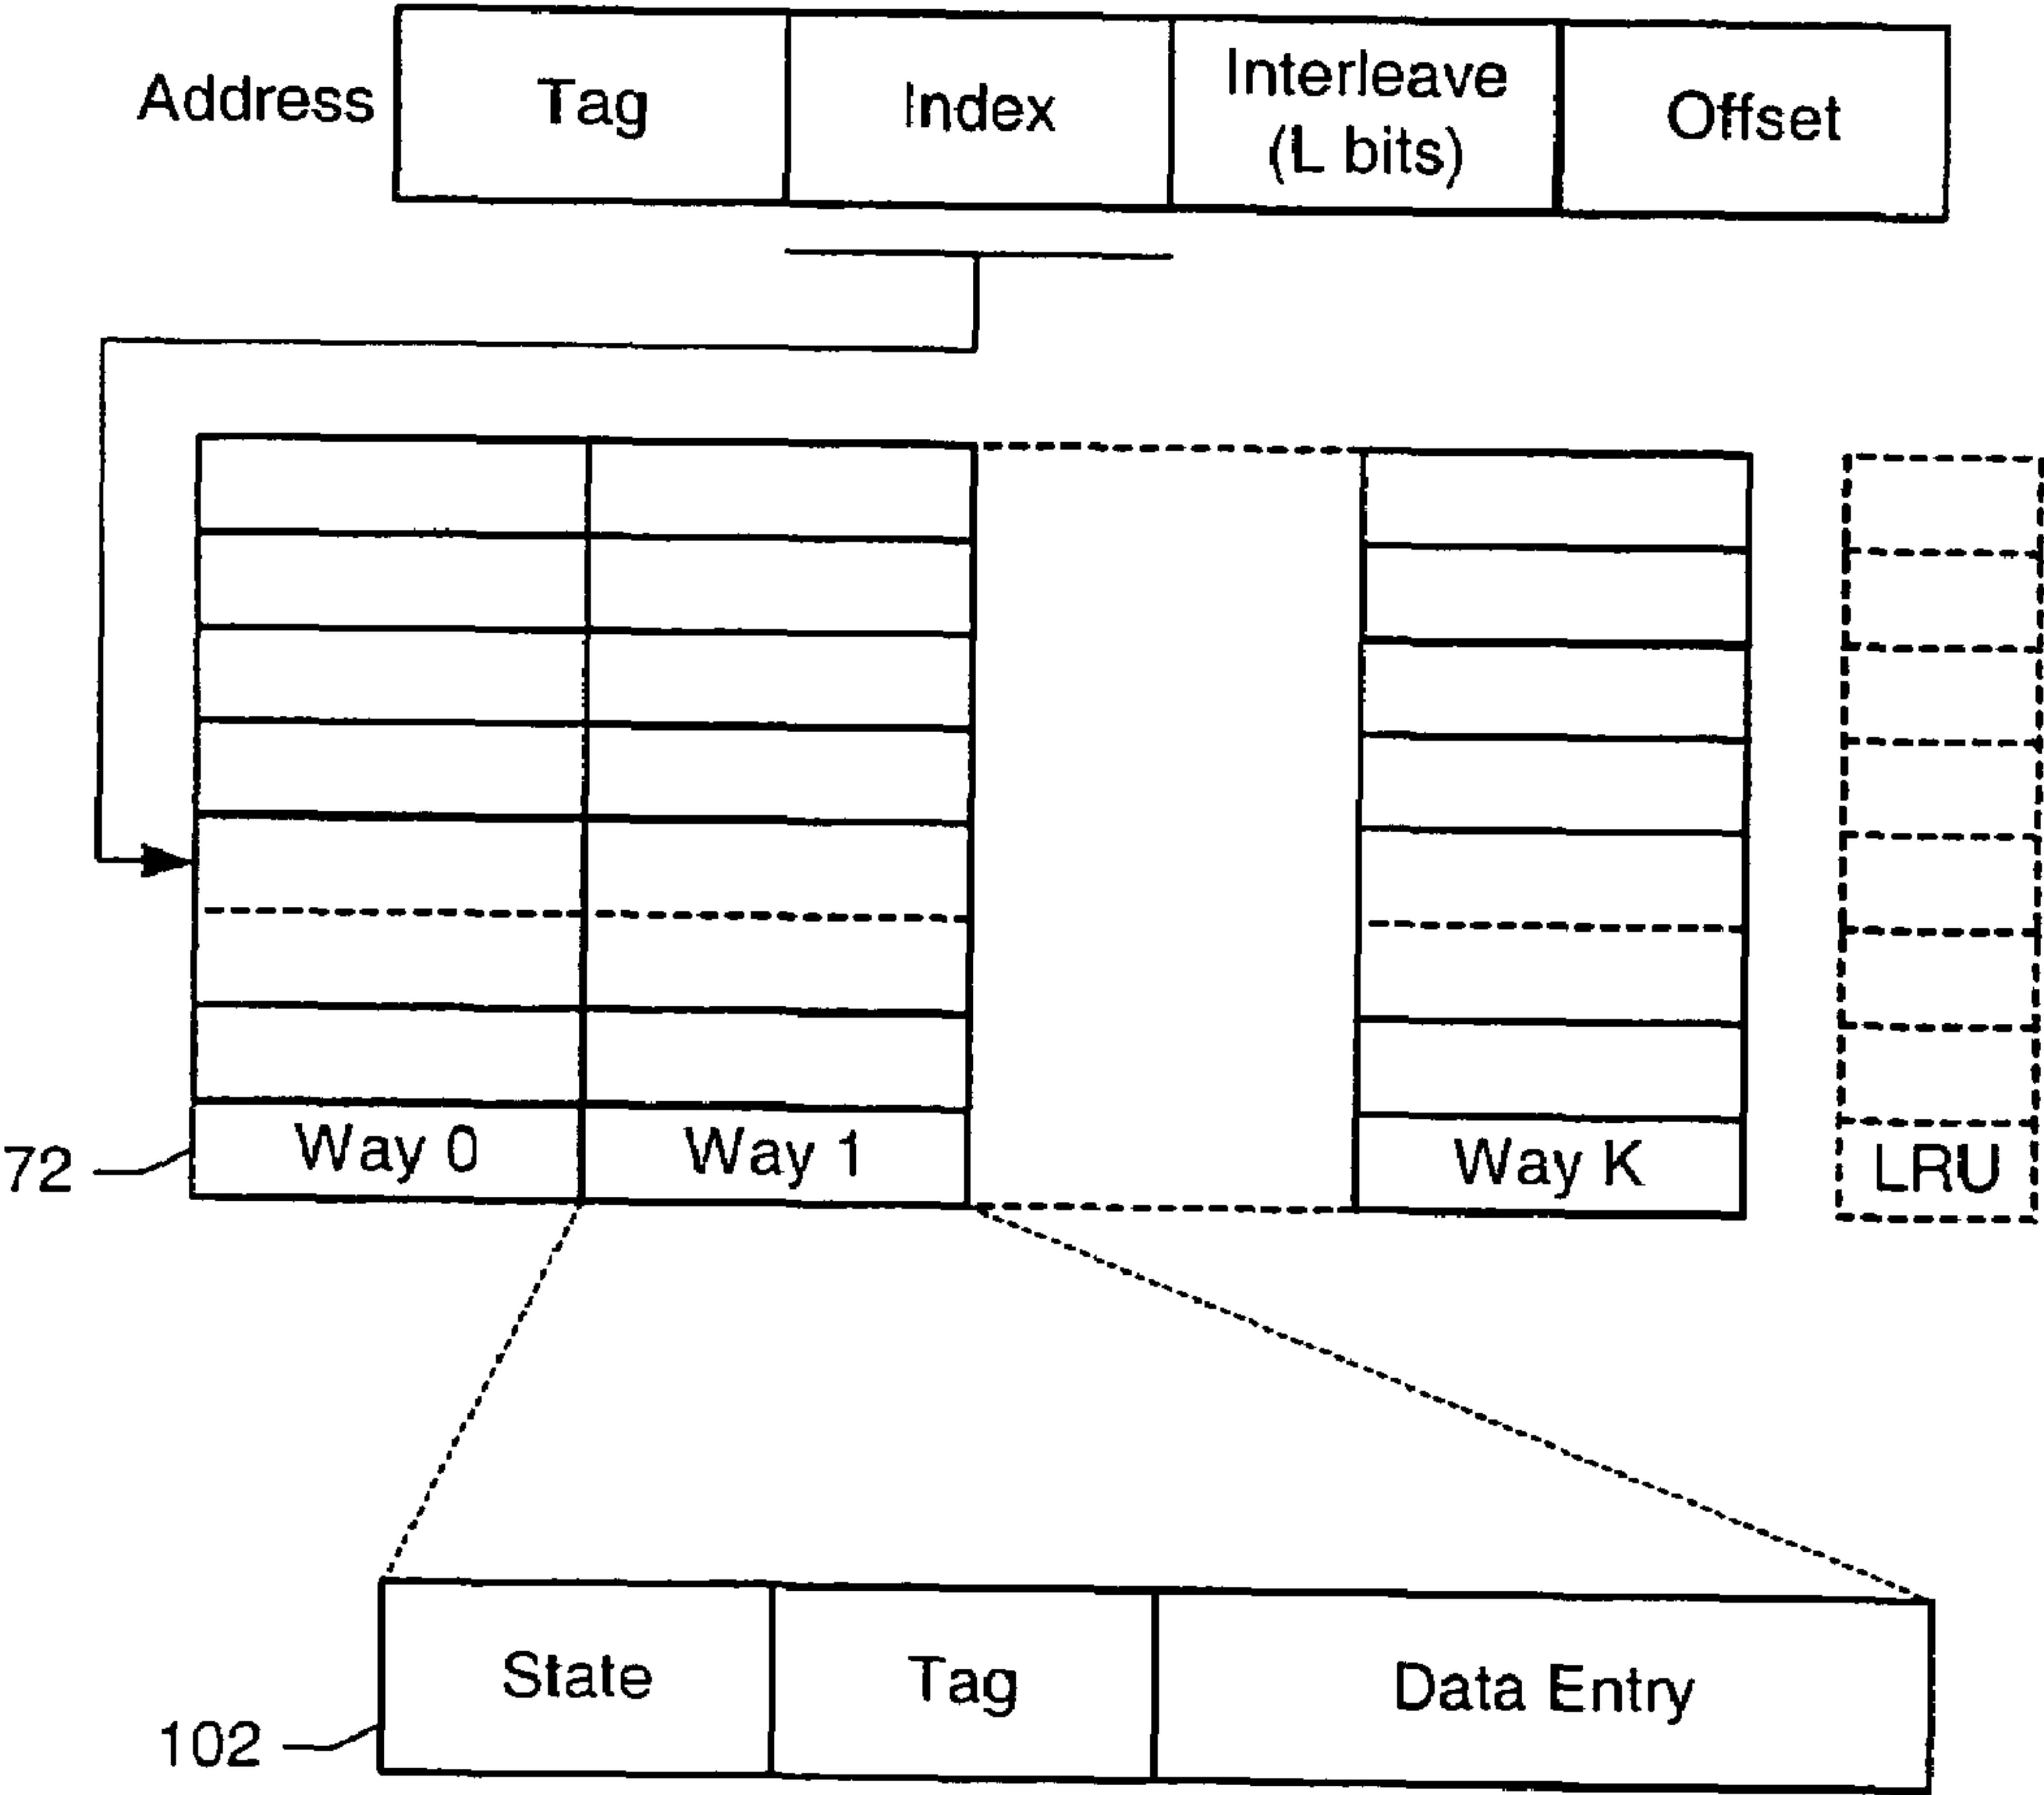 Address
Tag
Index
Interleave
(L bits)
Offset
72
Way 0
Way 1
Way K
LRU
102
State
Tag
Data Entry